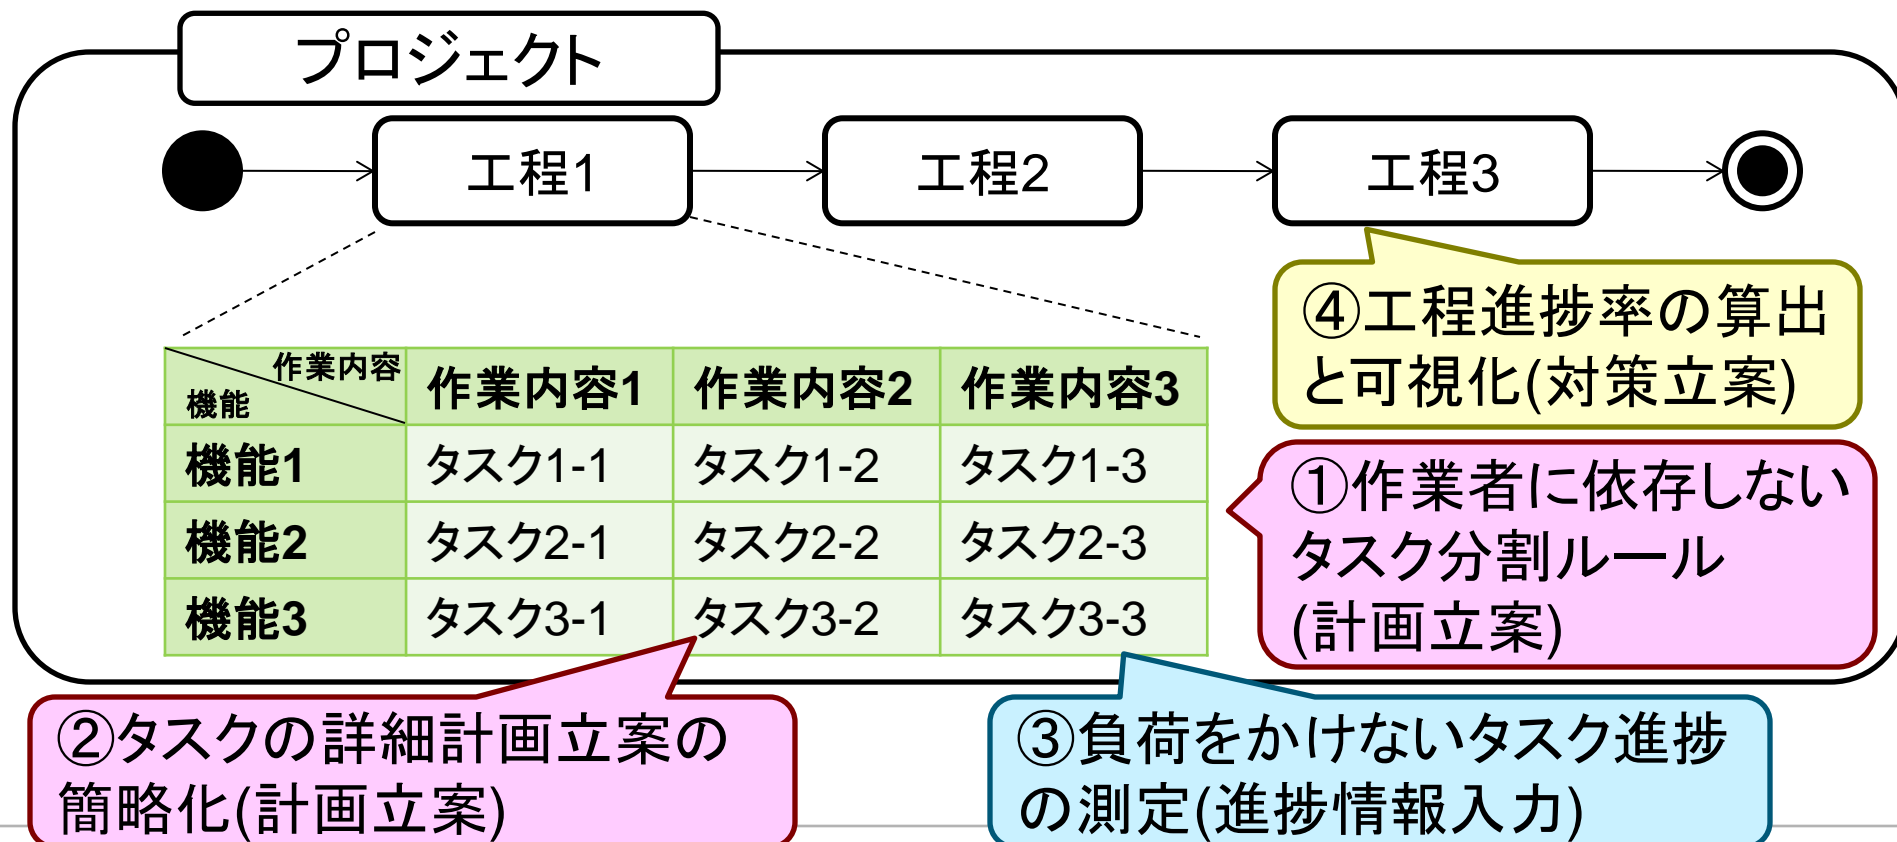 プロジェクト
工程1
工程2
工程3
④工程進捗率の算出
と可視化(対策立案)
作業内容
機能
作業内容1
作業内容2
作業内容3
機能1
タスク1-1
タスク1-2
タスク1-3
機能2
タスク2-1
タスク2-2
タスク2-3
機能3
タスク3-1
タスク3-2
タスク3-3
①作業者に依存しない
タスク分割ルール
(計画立案)
②タスクの詳細計画立案の
簡略化(計画立案)
③負荷をかけないタスク進捗
の測定(進捗情報入力)